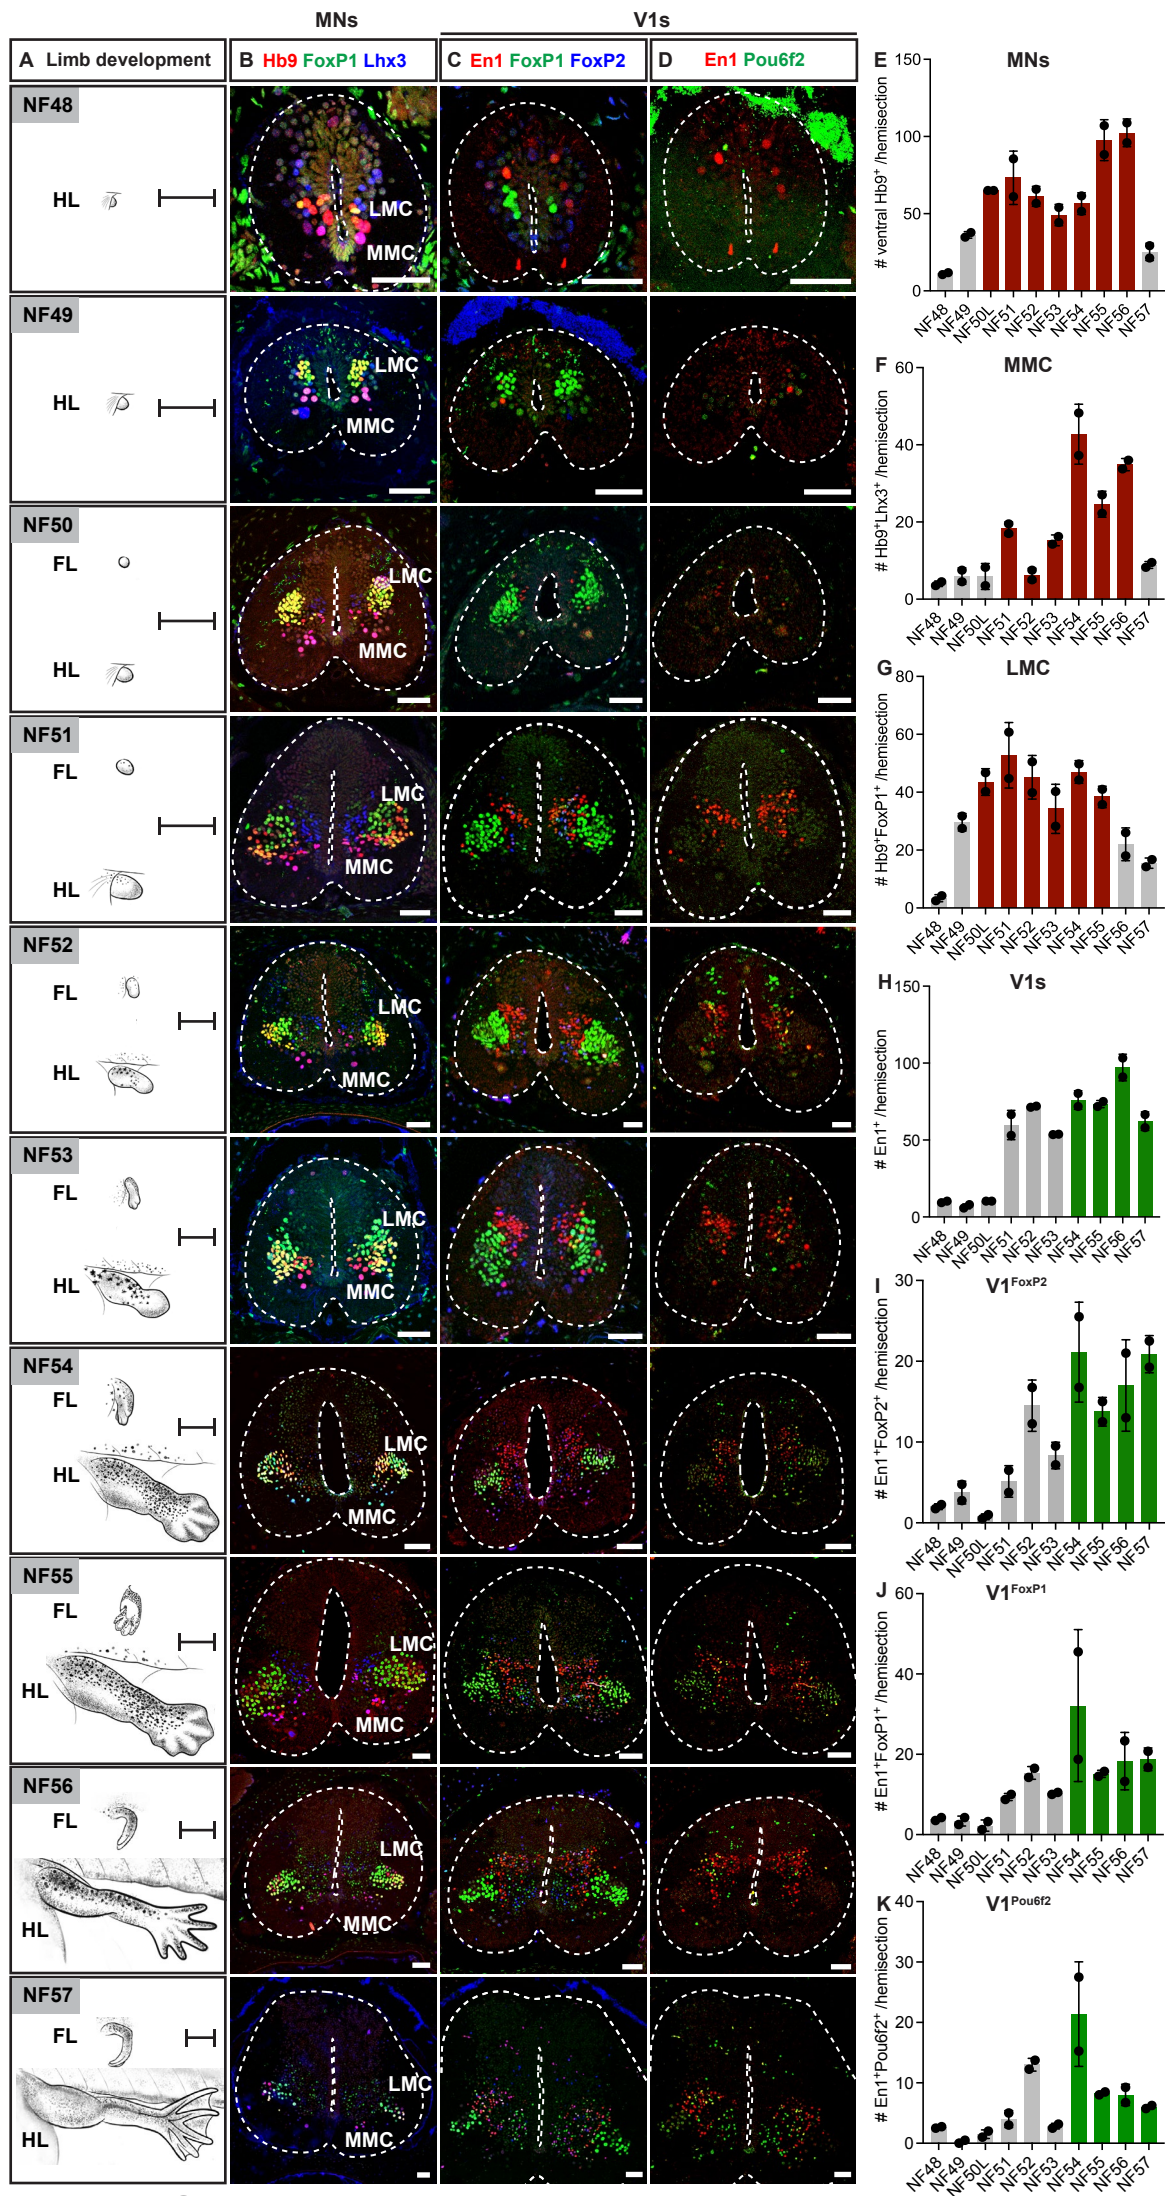 MNs
V1s
A Limb development
B Hb9 FoxP1 Lhx3
C En1 FoxP1 FoxP2
D En1 Pou6f2
NF48
HL
LMC
MMC
NF49
HL
LMC
MMC
NF50
FL
HL
LMC
MMC
NF51
FL
HL
LMC
MMC
NF52
FL
HL
LMC
MMC
NF53
FL
HL
LMC
MMC
NF54
FL
HL
LMC
MMC
NF55
FL
HL
LMC
MMC
NF56
FL
HL
LMC
MMC
NF57
FL
HL
LMC
MMC
E
MNs
# ventral Hb9⁺ /hemisection
150
100
50
0
NF48 NF49 NF50L NF51 NF52 NF53 NF54 NF55 NF56 NF57
F
MMC
# Hb9⁺Lhx3⁺ /hemisection
60
40
20
0
NF48 NF49 NF50L NF51 NF52 NF53 NF54 NF55 NF56 NF57
G
LMC
# Hb9⁺FoxP1⁺ /hemisection
80
60
40
20
0
NF48 NF49 NF50L NF51 NF52 NF53 NF54 NF55 NF56 NF57
H
V1s
# En1⁺ /hemisection
150
100
50
0
NF48 NF49 NF50L NF51 NF52 NF53 NF54 NF55 NF56 NF57
I
V1FoxP2
# En1⁺FoxP2⁺ /hemisection
30
20
10
0
NF48 NF49 NF50L NF51 NF52 NF53 NF54 NF55 NF56 NF57
J
V1FoxP1
# En1⁺FoxP1⁺ /hemisection
60
40
20
0
NF48 NF49 NF50L NF51 NF52 NF53 NF54 NF55 NF56 NF57
K
V1Pou6f2
# En1⁺Pou6f2⁺ /hemisection
40
30
20
10
0
NF48 NF49 NF50L NF51 NF52 NF53 NF54 NF55 NF56 NF57